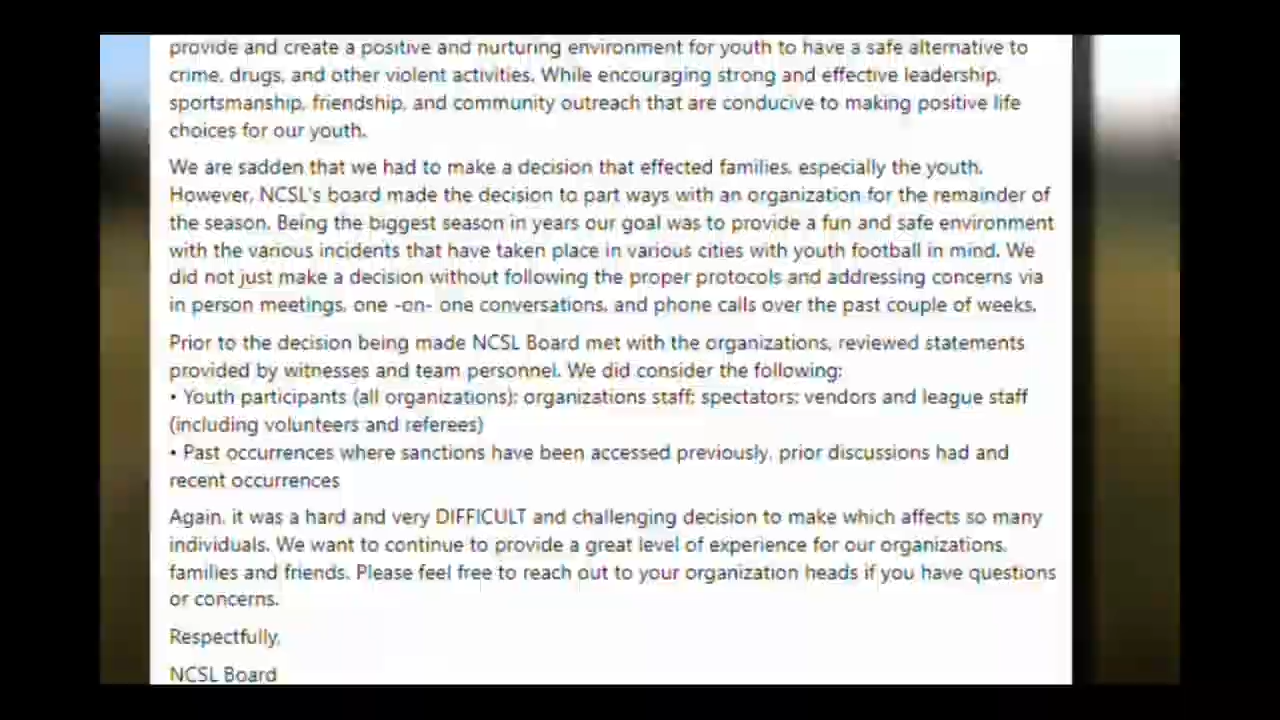 provide and create a positive and nurturing environment for youth to have a safe alternative to
crime, drugs, and other violent activities. While encouraging strong and effective leadership,
sportsmanship, friendship, and community outreach that are conducive to making positive life
choices for our youth.
We are sadden that we had to make a decision that effected families, especially the youth.
However, NCSL's board made the decision to part ways with an organization for the remainder of
the season. Being the biggest season in years our goal was to provide a fun and safe environment
with the various incidents that have taken place in various cities with youth football in mind. We
did not just make a decision without following the proper protocols and addressing concerns via
in person meetings, one -on- one conversations, and phone calls over the past couple of weeks.
Prior to the decision being made NCSL Board met with the organizations, reviewed statements
provided by witnesses and team personnel. We did consider the following:
• Youth participants (all organizations); organizations staff; spectators; vendors and league staff
(including volunteers and referees)
• Past occurrences where sanctions have been accessed previously, prior discussions had and
recent occurrences
Again, it was a hard and very DIFFICULT and challenging decision to make which affects so many
individuals. We want to continue to provide a great level of experience for our organizations,
families and friends. Please feel free to reach out to your organization heads if you have questions
or concerns.
Respectfully,
NCSL Board